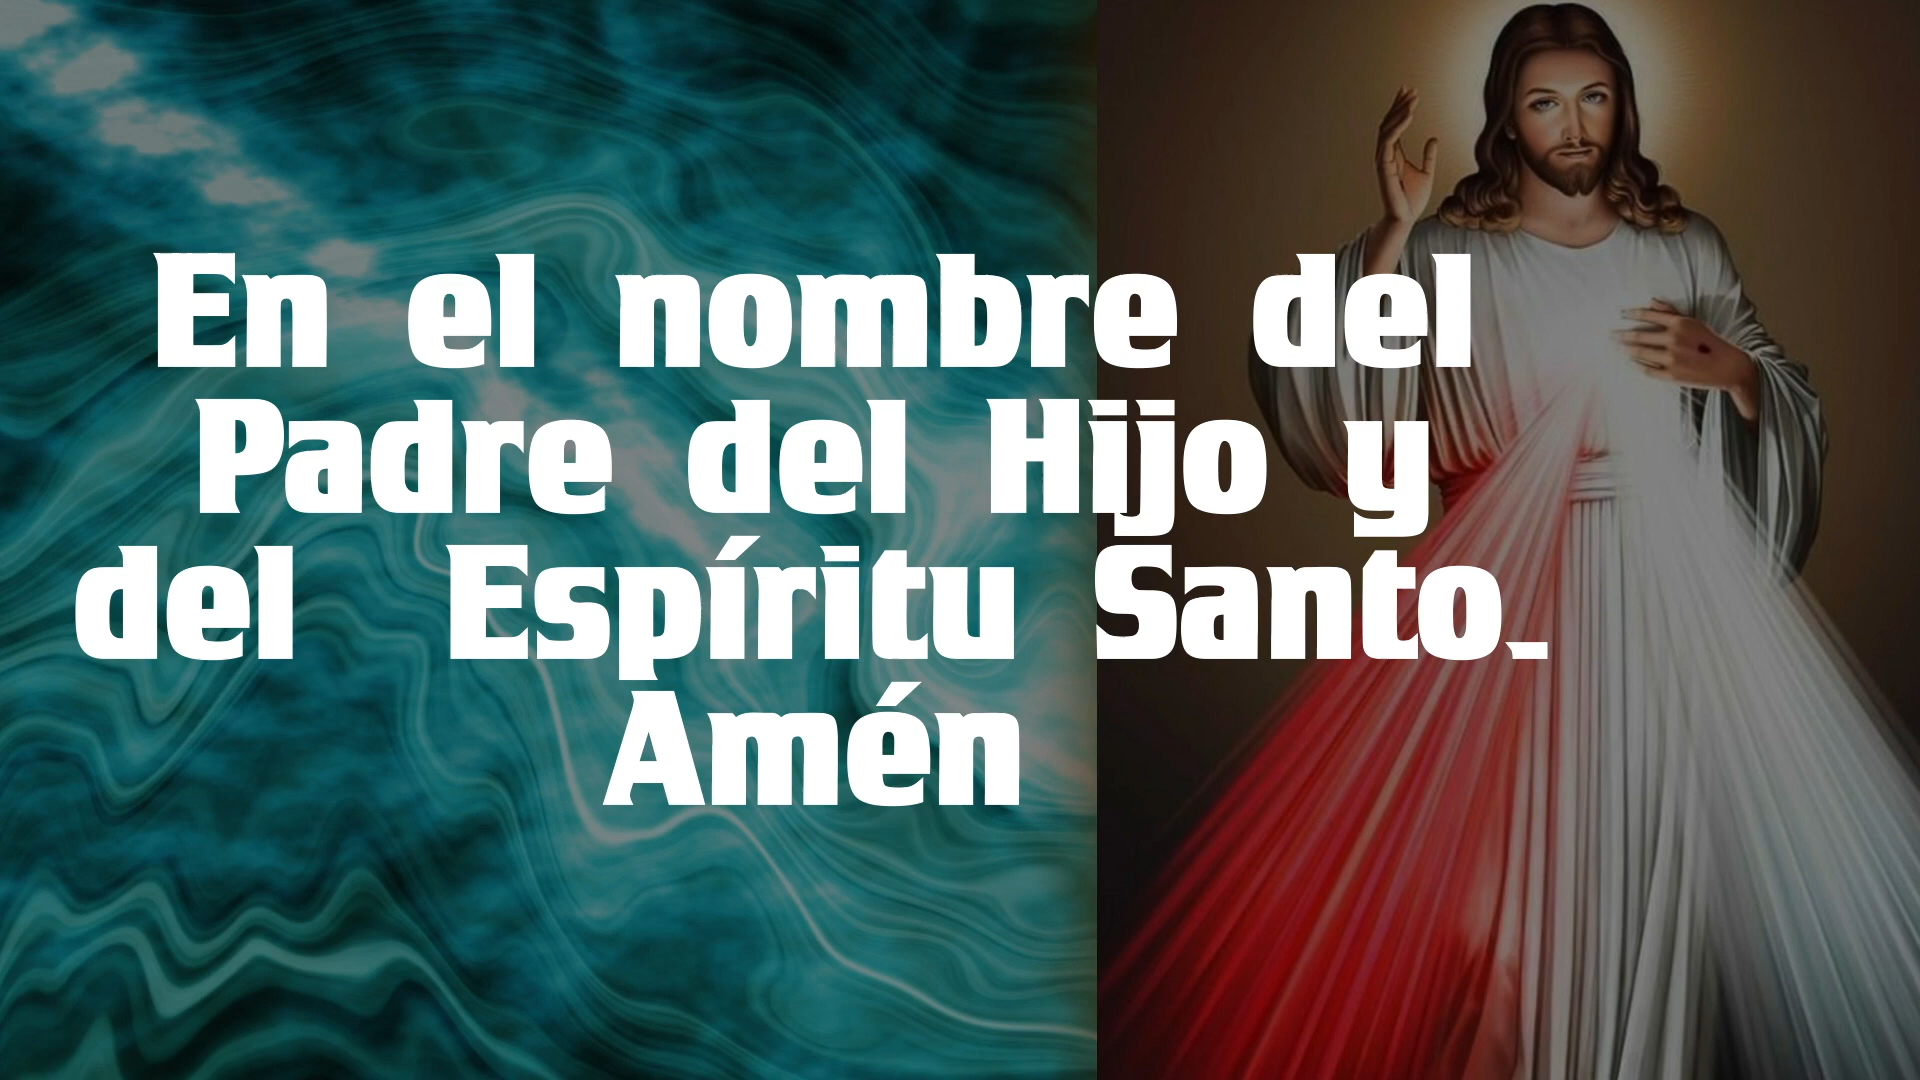 En el nombre del
Padre del Hijo y
del Espíritu Santo.
Amén